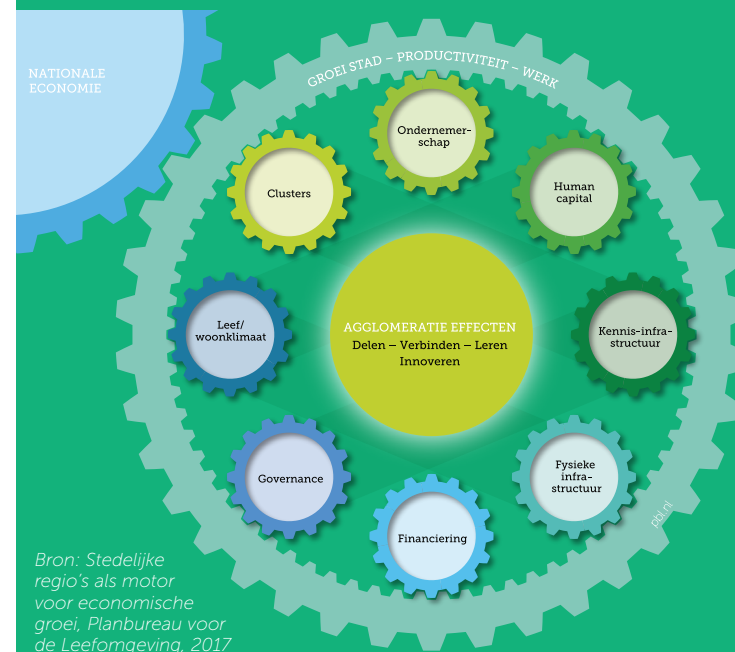 NATIONALE
ECONOMIE
GROEI STAD – PRODUCTIVITEIT – WERK
Ondernemer-
schap
Clusters
Human
capital
Leef/
woonklimaat
AGGLOMERATIE EFFECTEN
Delen – Verbinden – Leren
Innoveren
Kennis-infra-
structuur
Governance
Fysieke
infra-
structuur
Financiering
pbl.nl
Bron: Stedelijke
regio's als motor
voor economische
groei, Planbureau voor
de Leefomgeving, 2017